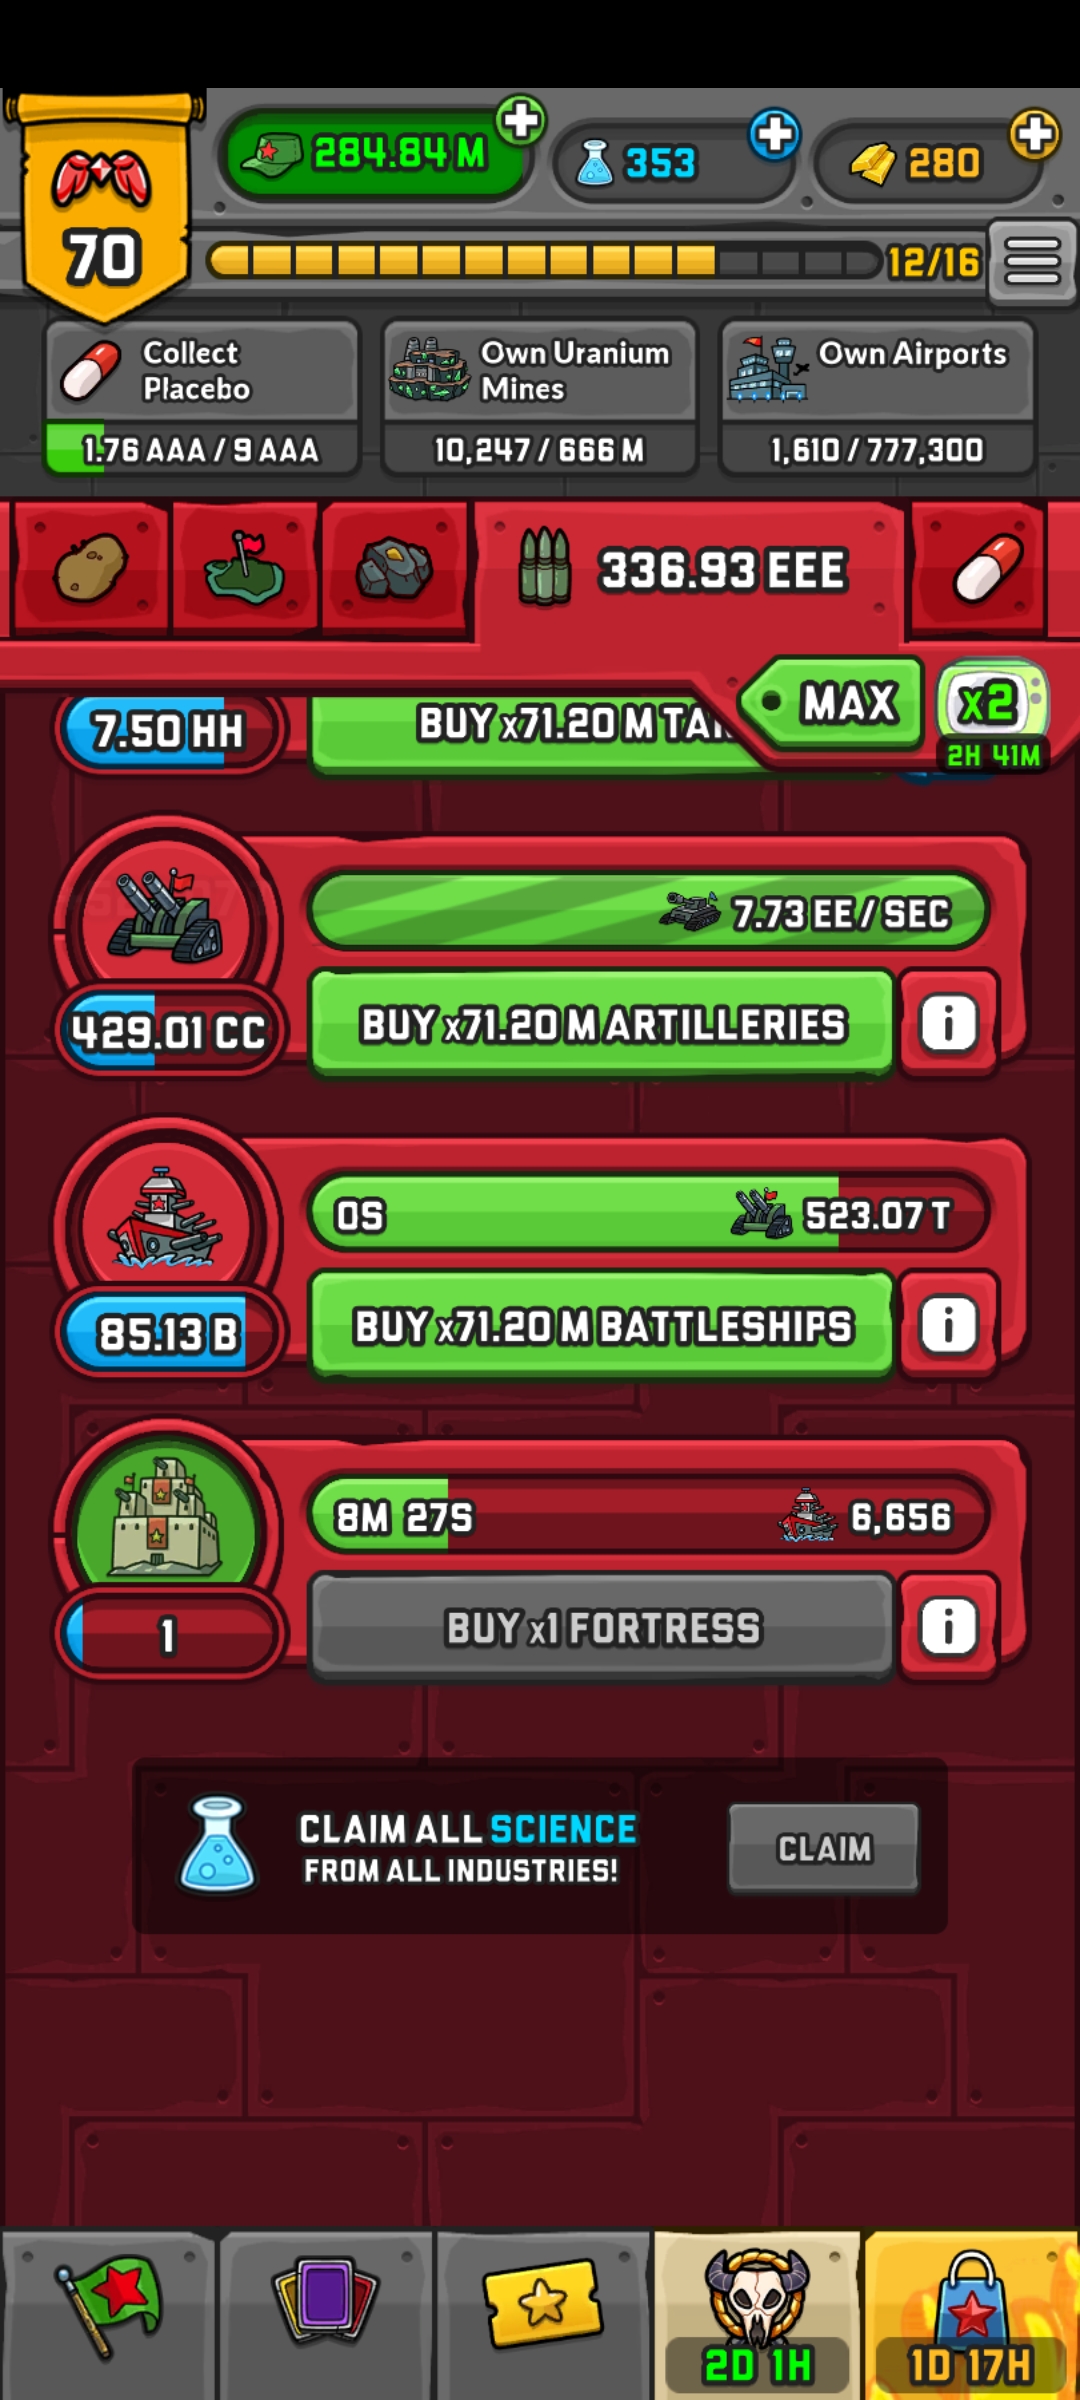 70
284.84 M
353
280
12/16
Collect
Placebo
1.76 AAA / 9 AAA
Own Uranium
Mines
10,247 / 666 M
Own Airports
1,610 / 777,300
336.93 EEE
MAX
x2
2H 41M
7.50 HH
BUY x71.20 M
7.73 EE / SEC
429.01 CC
BUY x71.20 M ARTILLERIES
i
0S
523.07 T
85.13 B
BUY x71.20 M BATTLESHIPS
i
8M 27S
6,656
1
BUY x1 FORTRESS
i
CLAIM ALL SCIENCE
FROM ALL INDUSTRIES!
CLAIM
2D 1H
1D 17H